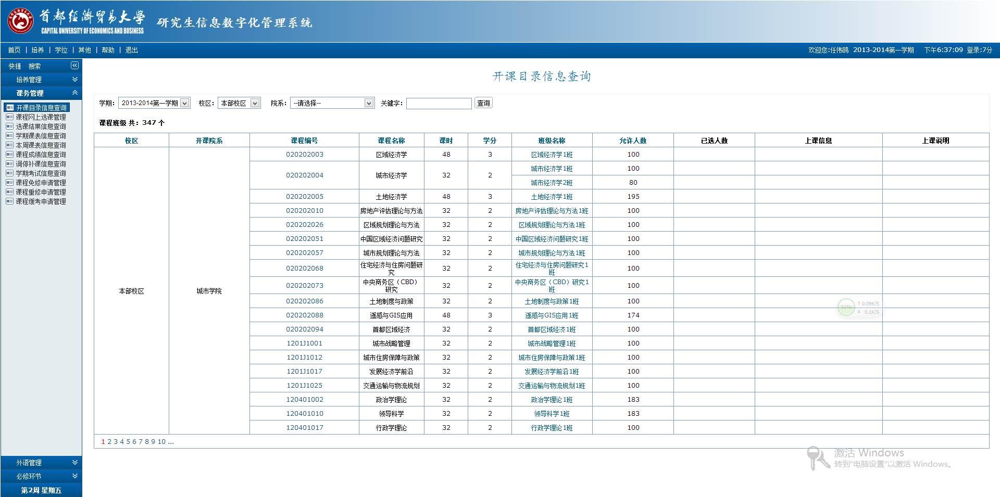 首都经济贸易大学
CAPITAL UNIVERSITY OF ECONOMICS AND BUSINESS
研究生信息数字化管理系统
首页 | 培养 | 学位 | 其他 | 帮助 | 退出
欢迎您:任伟鸥 2013-2014第一学期 下午6:37:09 登录:7分
快捷 搜索
培养管理
课务管理
开课目录信息查询
课程网上选课管理
选课结果信息查询
学期课表信息查询
本周课表信息查询
课程成绩信息查询
调停补课信息查询
学期考试信息查询
课程免修申请管理
课程重修申请管理
课程缓考申请管理
外语管理
必修环节
第2周 星期五
开课目录信息查询
学期: 2013-2014第一学期 校区: 本部校区 院系: --请选择-- 关键字: 查询
课程班级 共: 347 个
校区 开课院系 课程编号 课程名称 课时 学分 班级名称 允许人数 已选人数 上课信息 上课说明
本部校区 城市学院
020202003 区域经济学 48 3 区域经济学1班 100
020202004 城市经济学 32 2 城市经济学1班 100
城市经济学2班 80
020202005 土地经济学 48 3 土地经济学1班 195
020202010 房地产评估理论与方法 32 2 房地产评估理论与方法1班 100
020202026 区域规划理论与方法 32 2 区域规划理论与方法1班 100
020202051 中国区域经济问题研究 32 2 中国区域经济问题研究1班 100
020202057 城市规划理论与方法 32 2 城市规划理论与方法1班 100
020202068 住宅经济与住房问题研究 32 2 住宅经济与住房问题研究1班 100
020202073 中央商务区（CBD）研究 32 2 中央商务区（CBD）研究1班 100
020202086 土地制度与政策 32 2 土地制度与政策1班 100
020202088 遥感与GIS应用 48 3 遥感与GIS应用1班 174
020202094 首都区域经济 32 2 首都区域经济1班 100
1201J1001 城市战略管理 32 2 城市战略管理1班 100
1201J1012 城市住房保障与政策 32 2 城市住房保障与政策1班 100
1201J1017 发展经济学前沿 32 2 发展经济学前沿1班 100
1201J1025 交通运输与物流规划 32 2 交通运输与物流规划1班 100
120401002 政治学理论 32 2 政治学理论1班 183
120401010 领导科学 32 2 领导科学1班 183
120401017 行政学理论 32 2 行政学理论1班 100
1 2 3 4 5 6 7 8 9 10 ...
51% ↑ 0.09K/S
↓ 0.1K/S
激活 Windows
转到“电脑设置”以激活 Windows。